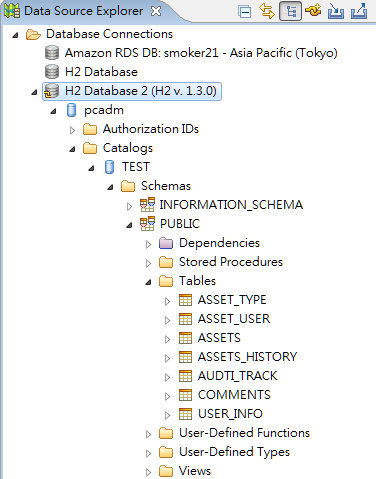 Data Source Explorer
Database Connections
Amazon RDS DB: smoker21 - Asia Pacific (Tokyo)
H2 Database
H2 Database 2 (H2 v. 1.3.0)
pcadm
Authorization IDs
Catalogs
TEST
Schemas
INFORMATION_SCHEMA
PUBLIC
Dependencies
Stored Procedures
Tables
ASSET_TYPE
ASSET_USER
ASSETS
ASSETS_HISTORY
AUDTI_TRACK
COMMENTS
USER_INFO
User-Defined Functions
User-Defined Types
Views